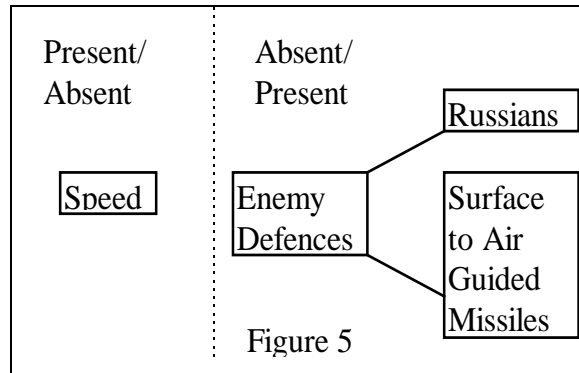 Present/
Absent
Absent/
Present
Russians
Speed
Enemy
Defences
Surface
to Air
Guided
Missiles
Figure 5